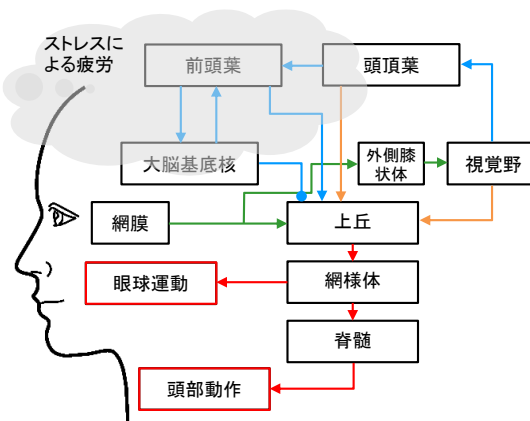 ストレスに
よる疲労
前頭葉
頭頂葉
大脳基底核
外側膝
状体
視覚野
網膜
上丘
眼球運動
網様体
脊髄
頭部動作